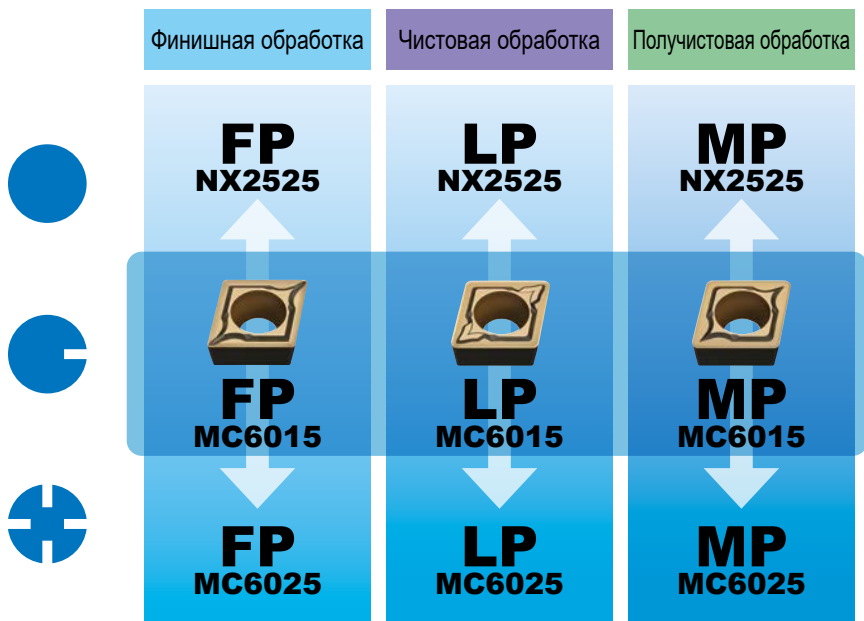 Финишная обработка
Чистовая обработка
Получистовая обработка
FP
NX2525
LP
NX2525
MP
NX2525
FP
MC6015
LP
MC6015
MP
MC6015
FP
MC6025
LP
MC6025
MP
MC6025